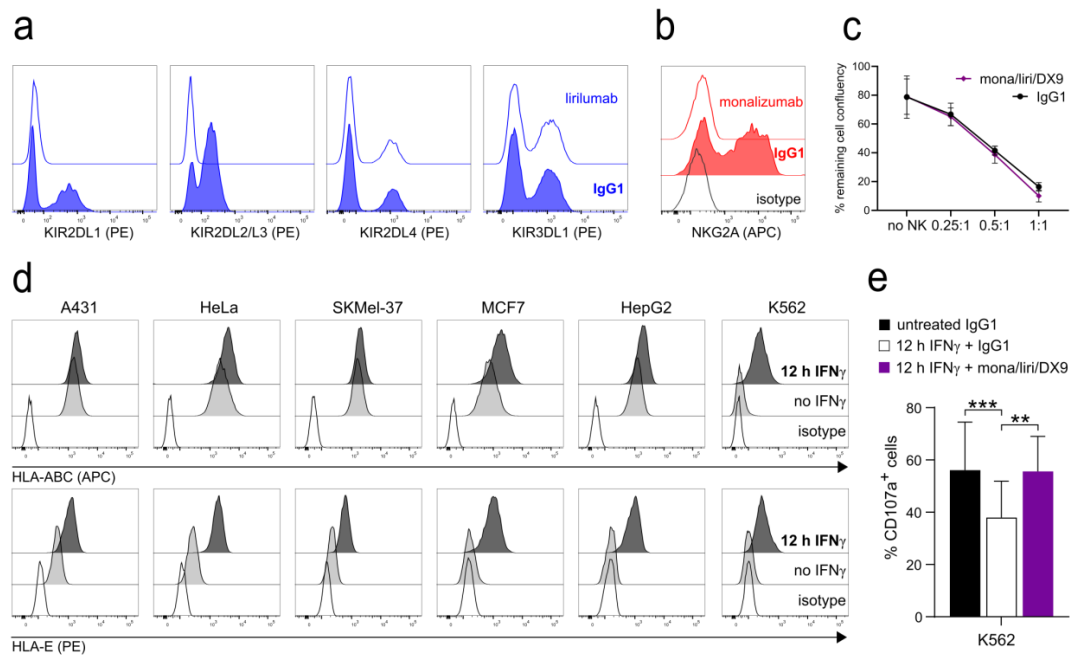 a
lirilumab
IgG1
0 10³ 10⁴ 10⁵
KIR2DL1 (PE)
KIR2DL2/L3 (PE)
KIR2DL4 (PE)
KIR3DL1 (PE)
b
monalizumab
IgG1
isotype
NKG2A (APC)
c
mona/liri/DX9
IgG1
% remaining cell confluency
100
80
60
40
20
0
no NK 0.25:1 0.5:1 1:1
d
A431 HeLa SKMel-37 MCF7 HepG2 K562
12 h IFNγ
no IFNγ
isotype
HLA-ABC (APC)
12 h IFNγ
no IFNγ
isotype
HLA-E (PE)
e
untreated IgG1
12 h IFNγ + IgG1
12 h IFNγ + mona/liri/DX9
% CD107a⁺ cells
80
60
40
20
0
*** **
K562